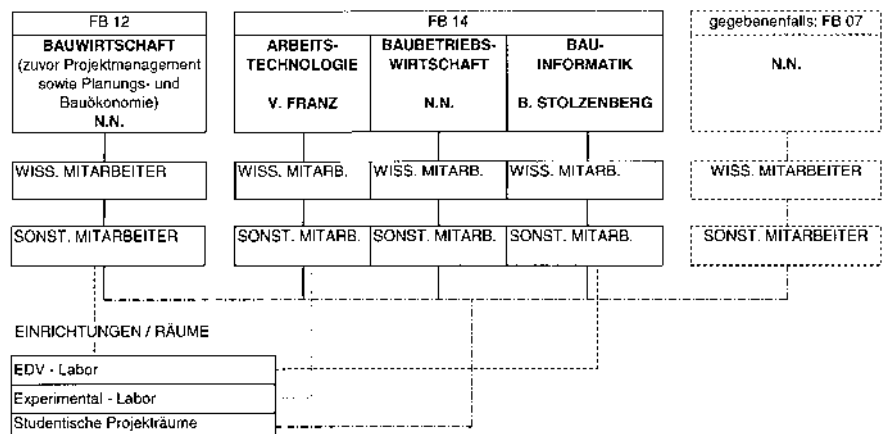 FB 12
FB 14
gegebenenfalls: FB 07
BAUWIRTSCHAFT
(zuvor Projektmanagement
sowie Planungs- und
Bauökonomie)
N.N.
ARBEITS-
TECHNOLOGIE
V. FRANZ
BAUBETRIEBS-
WIRTSCHAFT
N.N.
BAU-
INFORMATIK
B. STOLZENBERG
N.N.
WISS. MITARBEITER
WISS. MITARB.
WISS. MITARB.
WISS. MITARB.
WISS. MITARBEITER
SONST. MITARBEITER
SONST. MITARB.
SONST. MITARB.
SONST. MITARB.
SONST. MITARBEITER
EINRICHTUNGEN / RÄUME
EDV - Labor
Experimental - Labor
Studentische Projekträume